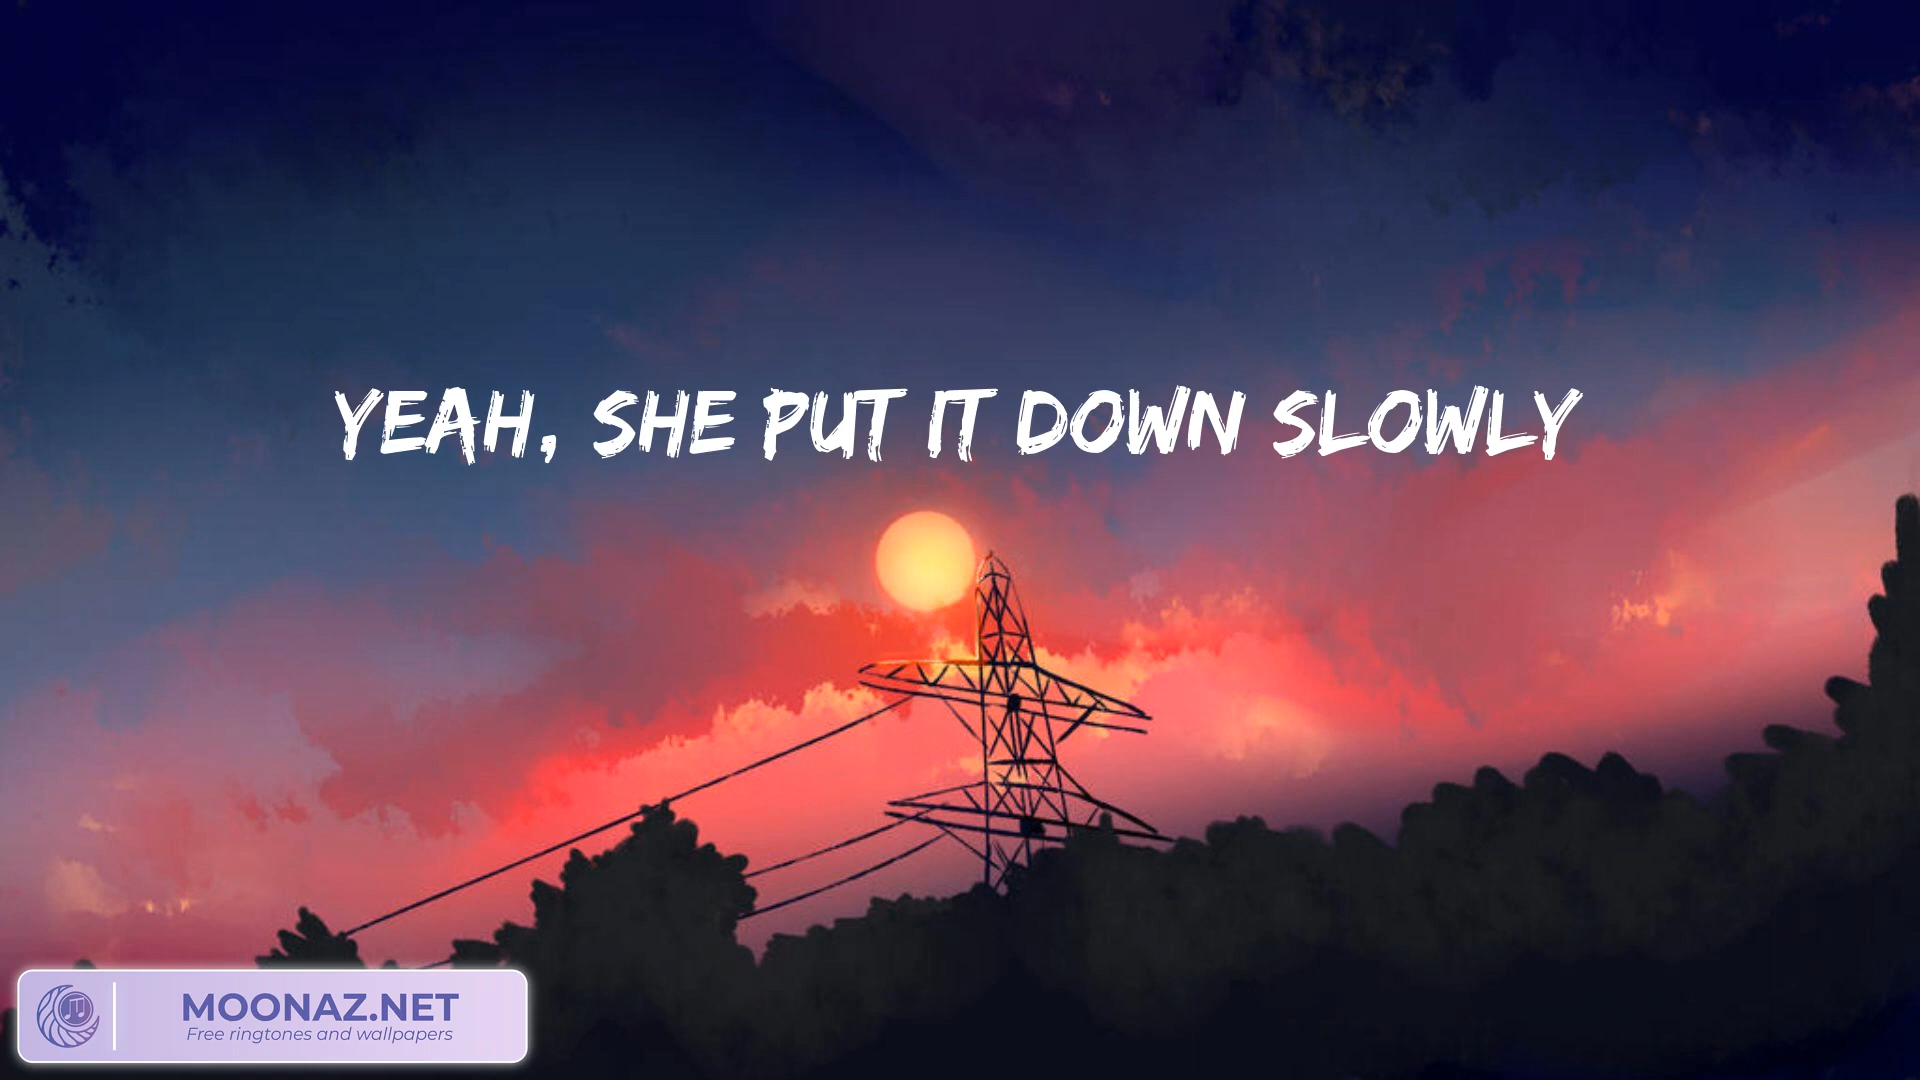 YEAH, SHE PUT IT DOWN SLOWLY
MOONAZ.NET
Free ringtones and wallpapers